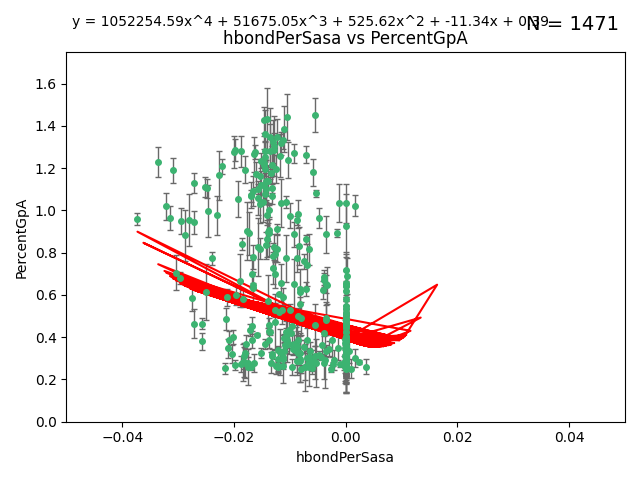 y = 1052254.59x^4 + 51675.05x^3 + 525.62x^2 + -11.34x + 0.39
N = 1471
hbondPerSasa vs PercentGpA
1.6
1.4
1.2
1.0
0.8
0.6
0.4
0.2
0.0
PercentGpA
−0.04 −0.02 0.00 0.02 0.04
hbondPerSasa